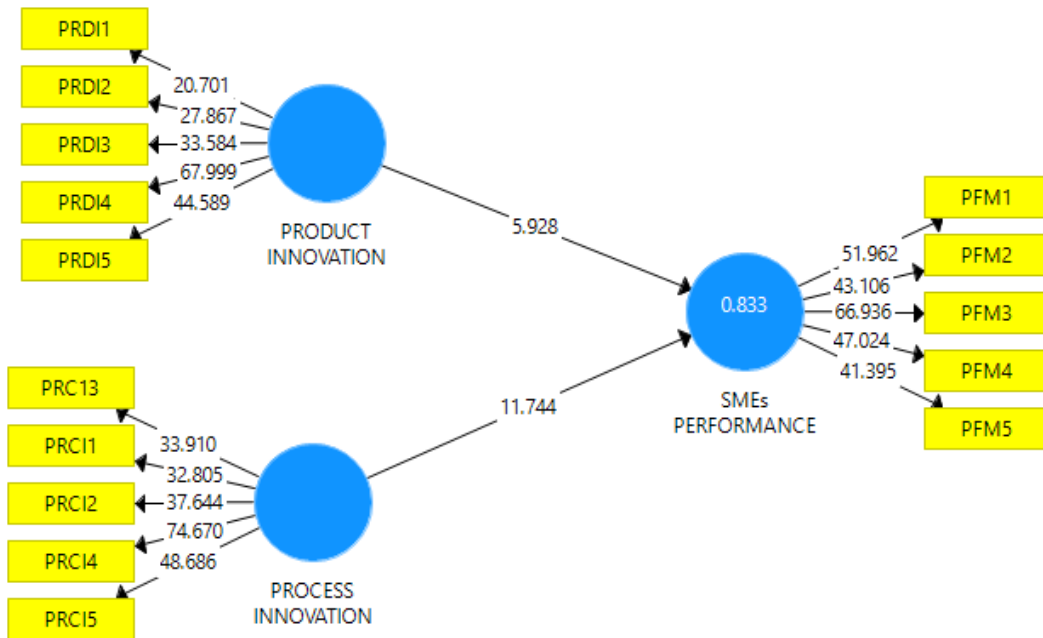 PRDI1
PRDI2
PRDI3
PRDI4
PRDI5
20.701
27.867
33.584
67.999
44.589
PRODUCT
INNOVATION
5.928
PRC13
PRCI1
PRCI2
PRCI4
PRCI5
33.910
32.805
37.644
74.670
48.686
PROCESS
INNOVATION
11.744
0.833
SMEs
PERFORMANCE
51.962
43.106
66.936
47.024
41.395
PFM1
PFM2
PFM3
PFM4
PFM5